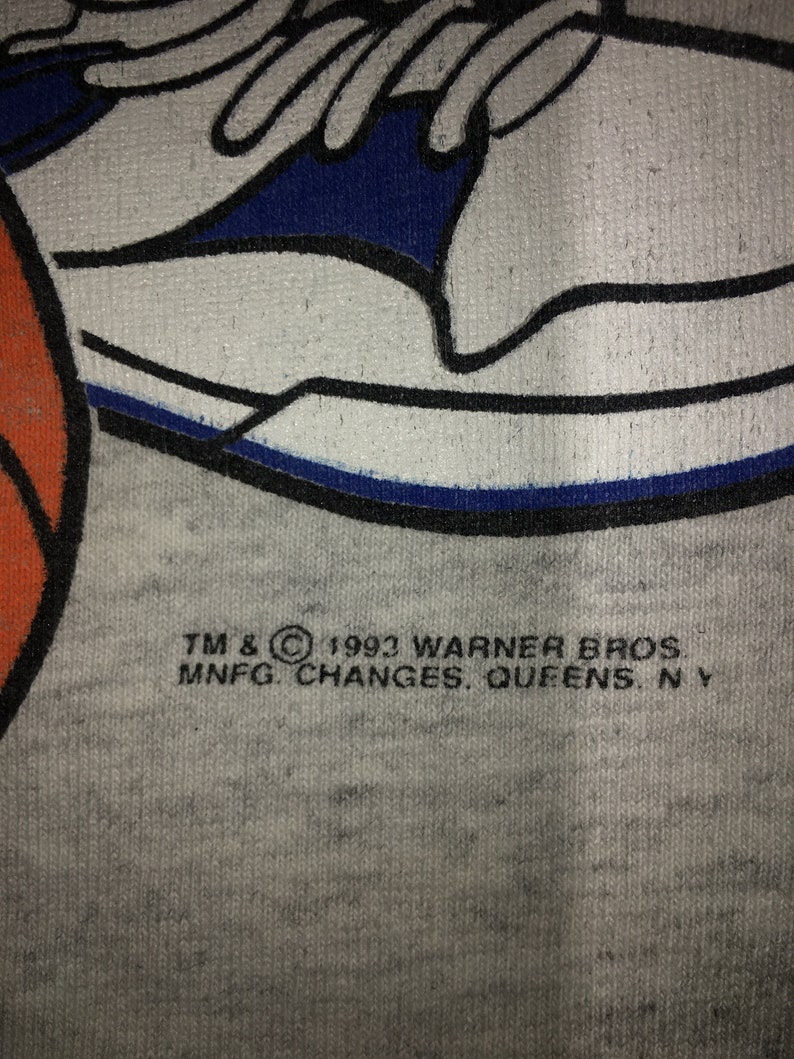 TM & © 1993 WARNER BROS.
MNFG. CHANGES. QUEENS. N Y